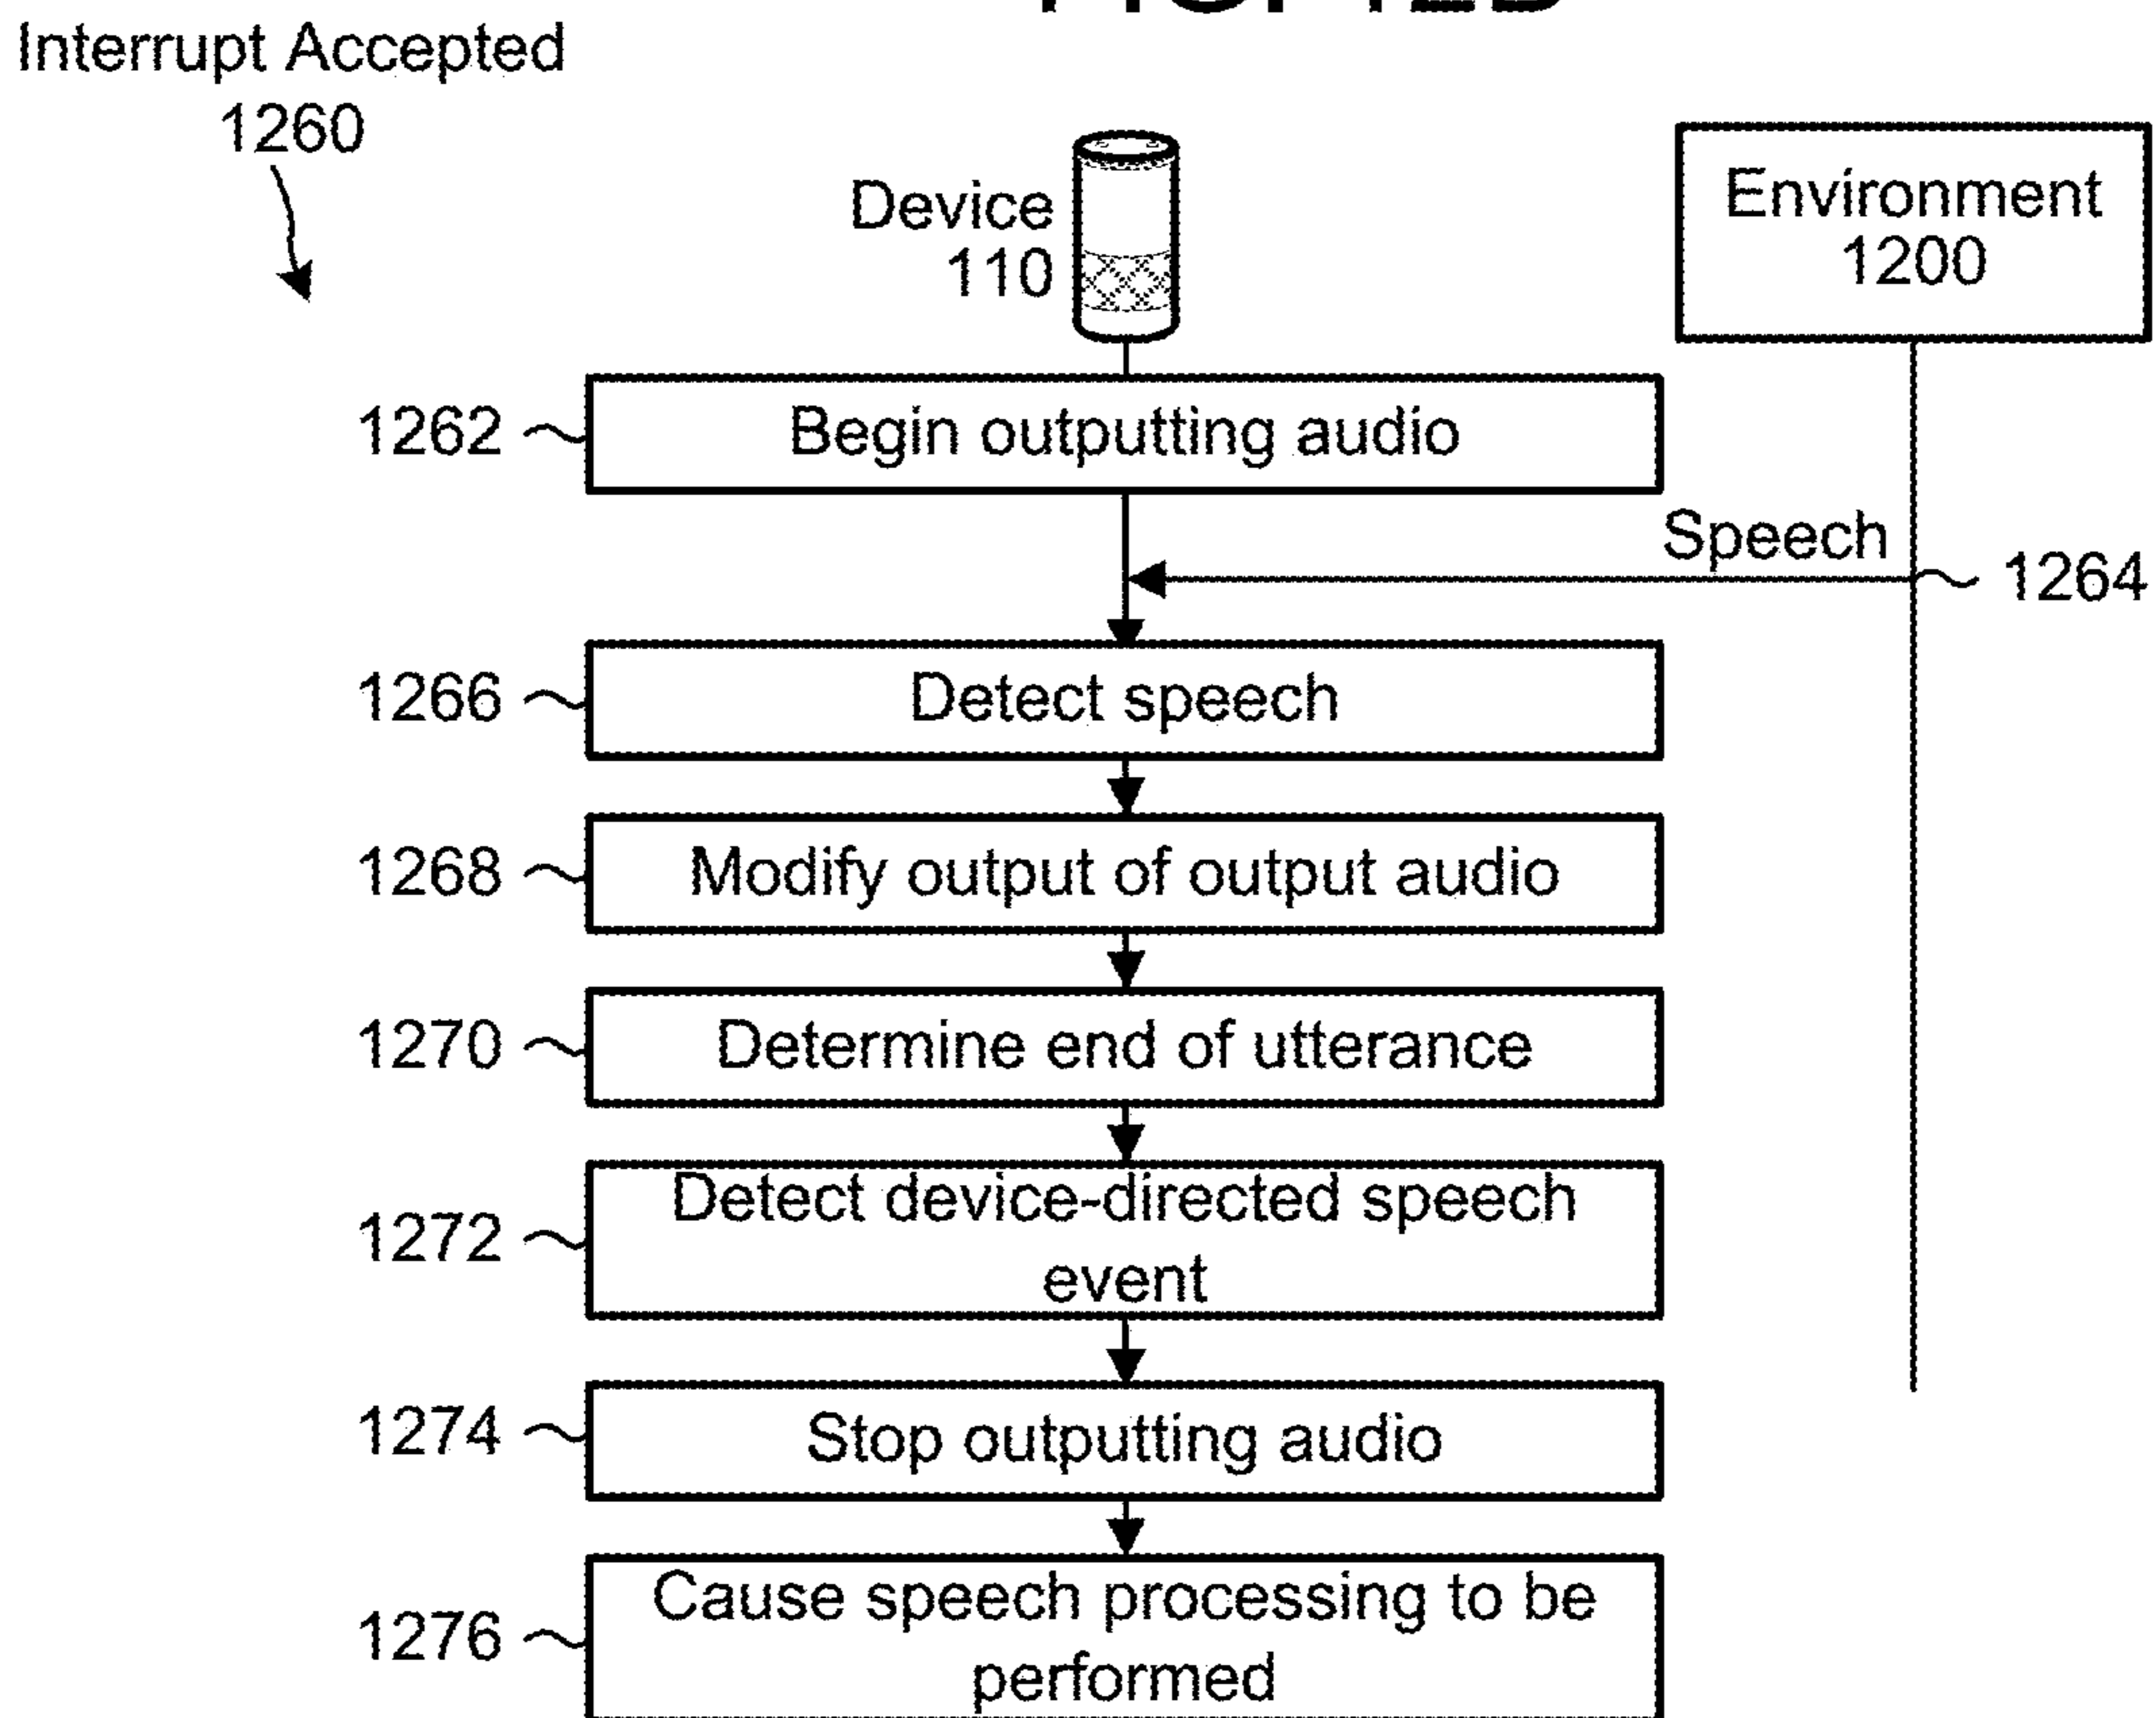 Interrupt Accepted
1260
Device
110
Environment
1200
1262
Begin outputting audio
Speech
1264
1266
Detect speech
1268
Modify output of output audio
1270
Determine end of utterance
1272
Detect device-directed speech
event
1274
Stop outputting audio
1276
Cause speech processing to be
performed